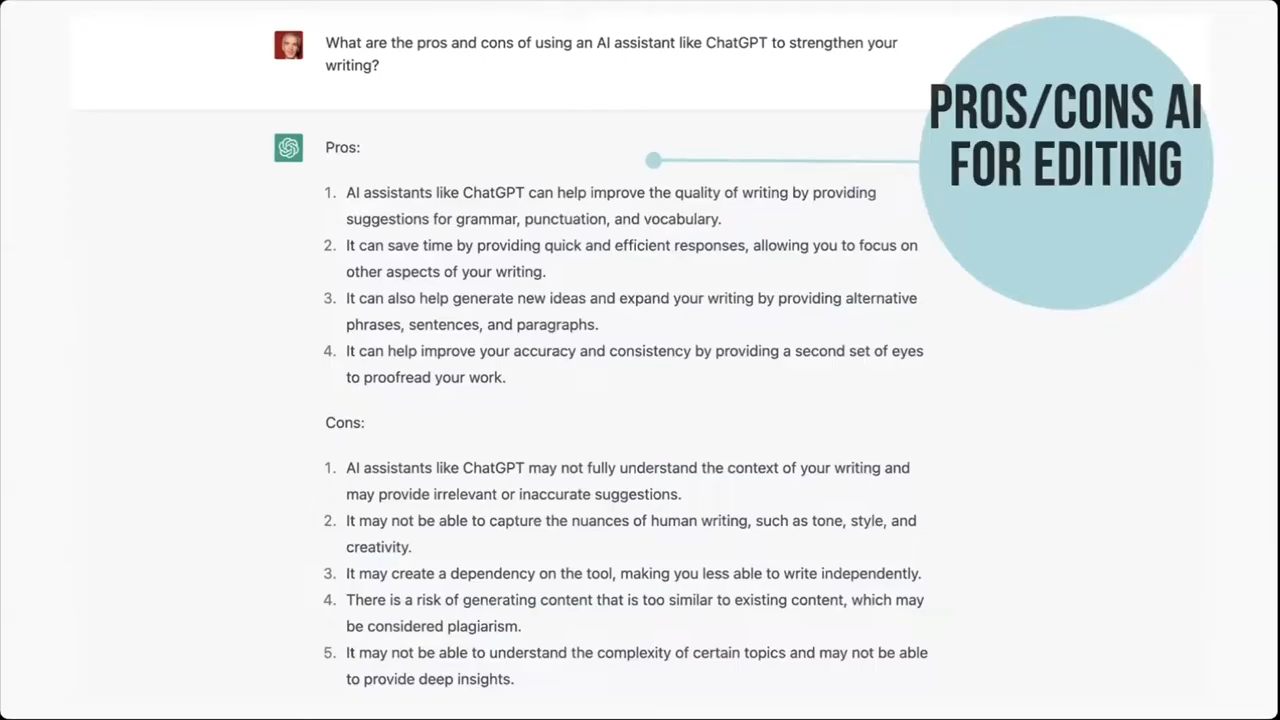 What are the pros and cons of using an AI assistant like ChatGPT to strengthen your
writing?
PROS/CONS AI
FOR EDITING
Pros:
1. AI assistants like ChatGPT can help improve the quality of writing by providing
suggestions for grammar, punctuation, and vocabulary.
2. It can save time by providing quick and efficient responses, allowing you to focus on
other aspects of your writing.
3. It can also help generate new ideas and expand your writing by providing alternative
phrases, sentences, and paragraphs.
4. It can help improve your accuracy and consistency by providing a second set of eyes
to proofread your work.
Cons:
1. AI assistants like ChatGPT may not fully understand the context of your writing and
may provide irrelevant or inaccurate suggestions.
2. It may not be able to capture the nuances of human writing, such as tone, style, and
creativity.
3. It may create a dependency on the tool, making you less able to write independently.
4. There is a risk of generating content that is too similar to existing content, which may
be considered plagiarism.
5. It may not be able to understand the complexity of certain topics and may not be able
to provide deep insights.